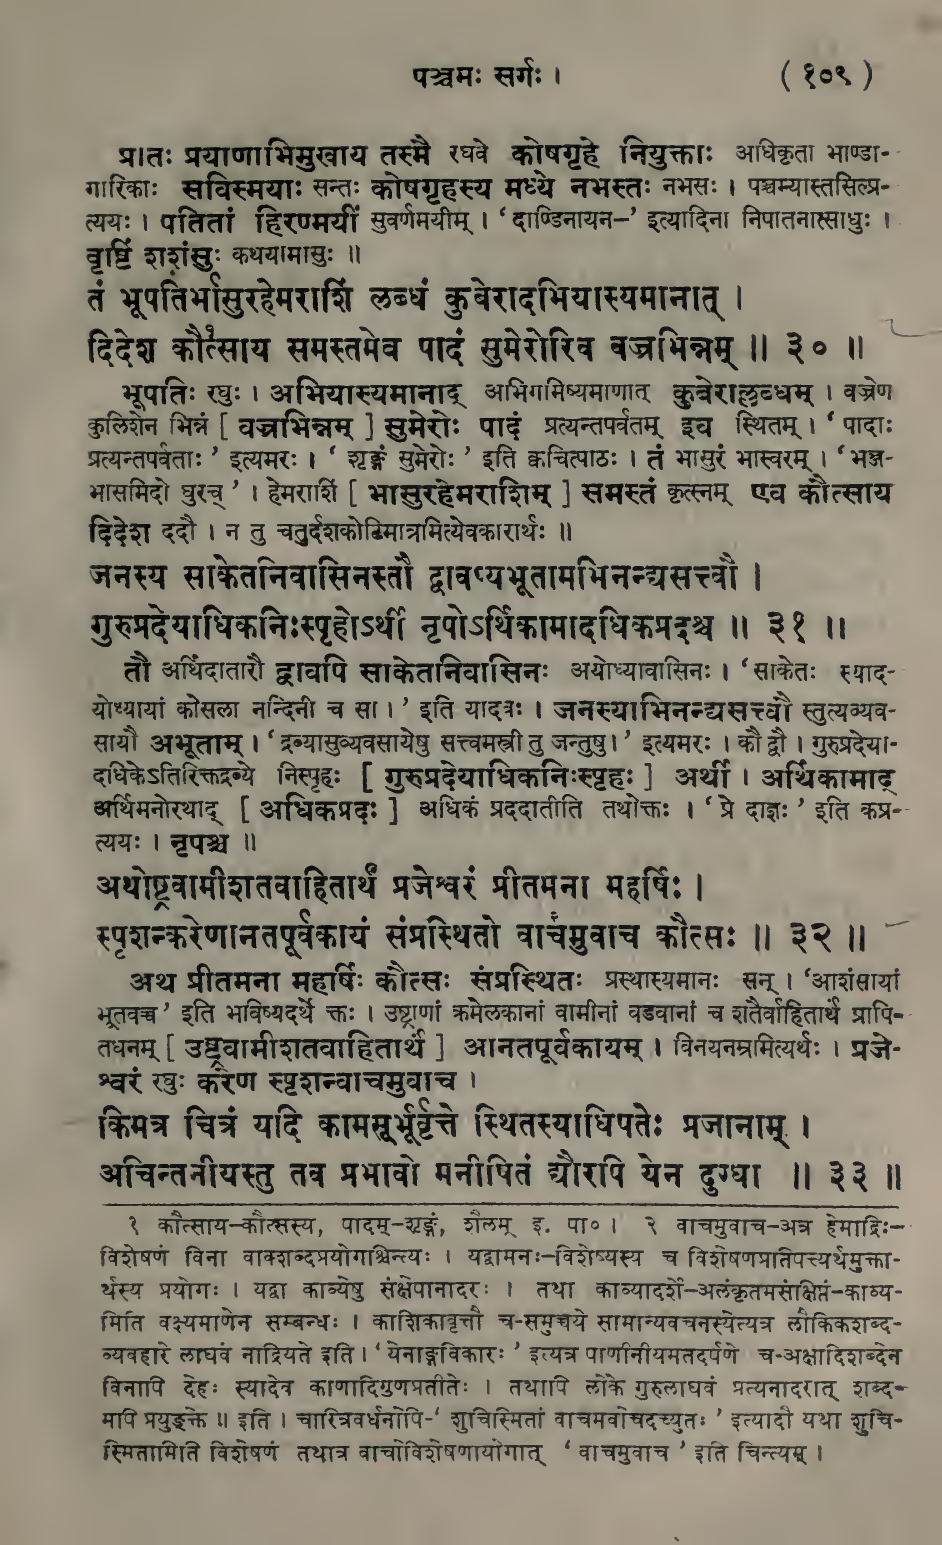 पञ्चमः सर्गः ।
( १०९ )
प्रातः प्रयाणाभिमुखाय तस्मै रघवे कोषगृहे नियुक्ताः अधिकृता भाण्डा-
गारिकाः सविस्मयाः सन्तः कोषगृहस्य मध्ये नभस्तः नभसः । पञ्चम्यास्तसिल्प्र-
त्ययः । पतितां हिरण्मयीं सुवर्णमयीम् । ‘दाण्डिनायन–’ इत्यादिना निपातनात्साधुः ।
वृष्टिं शशंसुः कथयामासुः ॥
तं भूपतिर्भासुरहेमराशिं लब्धं कुबेरादभियास्यमानात् ।
दिदेश कौत्साय समस्तमेव पादं सुमेरोरिव वज्रभिन्नम् ॥ ३० ॥
भूपतिः रघुः । अभियास्यमानाद् अभिगमिष्यमाणात् कुबेराल्लब्धम् । वज्रेण
कुलिशेन भिन्नं [ वज्रभिन्नम् ] सुमेरोः पादं प्रत्यन्तपर्वतम् इव स्थितम् । ‘ पादाः
प्रत्यन्तपर्वताः ’ इत्यमरः । ‘ शृङ्गं सुमेरोः ’ इति क्वचित्पाठः । तं भासुरं भास्वरम् । ‘भञ्ज-
भासमिदो घुरच् ’ । हेमराशिं [ भासुरहेमराशिम् ] समस्तं कृत्स्नम् एव कौत्साय
दिदेश ददौ । न तु चतुर्दशकोटिमात्रमित्येवकारार्थः ॥
जनस्य साकेतनिवासिनस्तौ द्वावप्यभूतामभिनन्द्यसत्त्वौ ।
गुरुप्रदेयाधिकनिःस्पृहोऽर्थी नृपोऽर्थिकामादधिकप्रदश्च ॥ ३१ ॥
तौ अर्थिदातारौ द्वावपि साकेतनिवासिनः अयोध्यावासिनः । ‘साकेतः स्याद-
योध्यायां कोसला नन्दिनी च सा ।’ इति यादवः । जनस्याभिनन्द्यसत्त्वौ स्तुत्यव्यव-
सायौ अभूताम् । ‘ द्रव्यासुव्यवसायेषु सत्त्वमस्त्री तु जन्तुषु।’ इत्यमरः । कौ द्वौ । गुरुप्रदेया-
दधिकेऽतिरिक्तद्रव्ये निस्पृहः [ गुरुप्रदेयाधिकनिःस्पृहः ] अर्थी । अर्थिकामाद्
अर्थिमनोरथाद् [ अधिकप्रदः ] अधिकं प्रददातीति तथोक्तः । ‘ प्रे दाज्ञः ’ इति कप्र-
त्ययः । नृपश्च ॥
अथोष्ट्रवामीशतवाहितार्थं प्रजेश्वरं प्रीतमना महर्षिः ।
स्पृशन्करेणानतपूर्वकायं संप्रस्थितो वाचमुवाच कौत्सः ॥ ३२ ॥
अथ प्रीतमना महर्षिः कौत्सः संप्रस्थितः प्रस्थास्यमानः सन् । ‘आशंसायां
भूतवच्च’ इति भविष्यदर्थे क्तः । उष्ट्राणां क्रमेलकानां वामीनां वडवानां च शतैर्वाहितार्थं प्रापि-
तधनम् [ उष्ट्रवामीशतवाहितार्थं ] आनतपूर्वकायम् । विनयनम्रमित्यर्थः । प्रजे-
श्वरं रघुः करेण स्पृशन्वाचमुवाच ।
किमत्र चित्रं यदि कामसूर्भूर्वृत्ते स्थितस्याधिपतेः प्रजानाम् ।
अचिन्तनीयस्तु तव प्रभावो मनीषितं द्यौरपि येन दुग्धा ॥ ३३ ॥
१ कौत्साय–कौत्सस्य, पादम्–शृङ्गं, शैलम् इ. पा० । २ वाचमुवाच–अत्र हेमाद्रिः–
विशेषणं विना वाक्शब्दप्रयोगश्चिन्त्यः । यद्वामनः–विशेष्यस्य च विशेषणप्रतिपत्त्यर्थमुक्ता-
र्थस्य प्रयोगः । यद्वा काव्येषु संक्षेपानादरः । तथा काव्यादर्शे–अलंकृतमसंक्षिप्तं–काव्य-
मिति वक्ष्यमाणेन सम्बन्धः । काशिकावृत्तौ च–समुच्चये सामान्यवचनस्येत्यत्र लौकिकशब्द-
व्यवहारे लाघवं नाद्रियते इति । ‘ येनाङ्गविकारः ’ इत्यत्र पाणिनीयमतदर्पणे च–अक्षादिशब्देन
विनापि देहः स्यादेव काणादिगुणप्रतीतेः । तथापि लोके गुरुलाघवं प्रत्यनादरात् शब्द-
मपि प्रयुङ्क्ते ॥ इति । चारित्रवर्धनोपि–‘ शुचिस्मितां वाचमवोचदच्युतः ’ इत्यादौ यथा शुचि-
स्मितामिति विशेषणं तथात्र वाचोविशेषणायोगात् ‘ वाचमुवाच ’ इति चिन्त्यम् ।